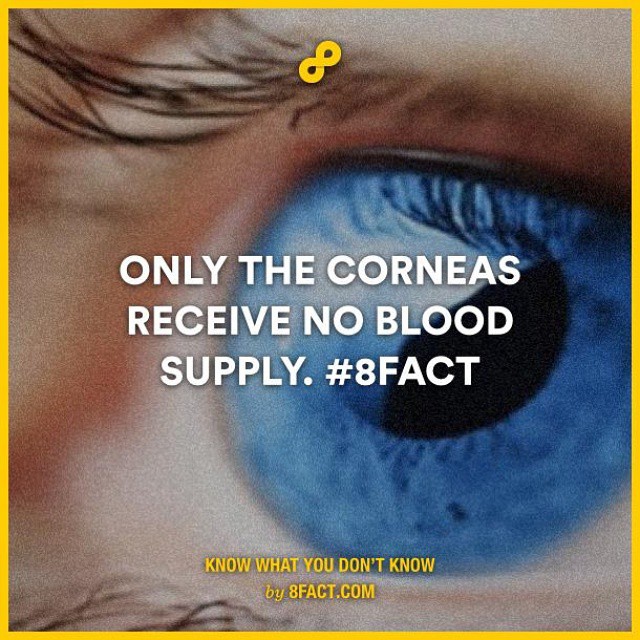 ONLY THE CORNEAS
RECEIVE NO BLOOD
SUPPLY. #8FACT
KNOW WHAT YOU DON'T KNOW
by 8FACT.COM